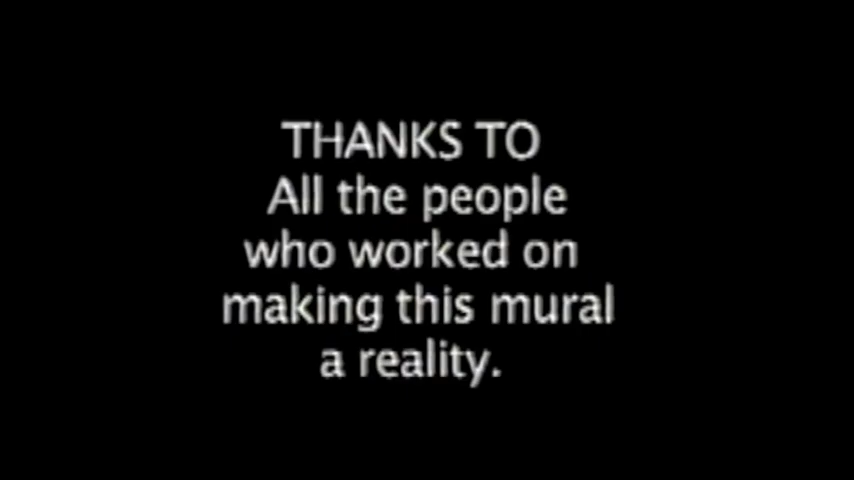 THANKS TO
All the people
who worked on
making this mural
a reality.